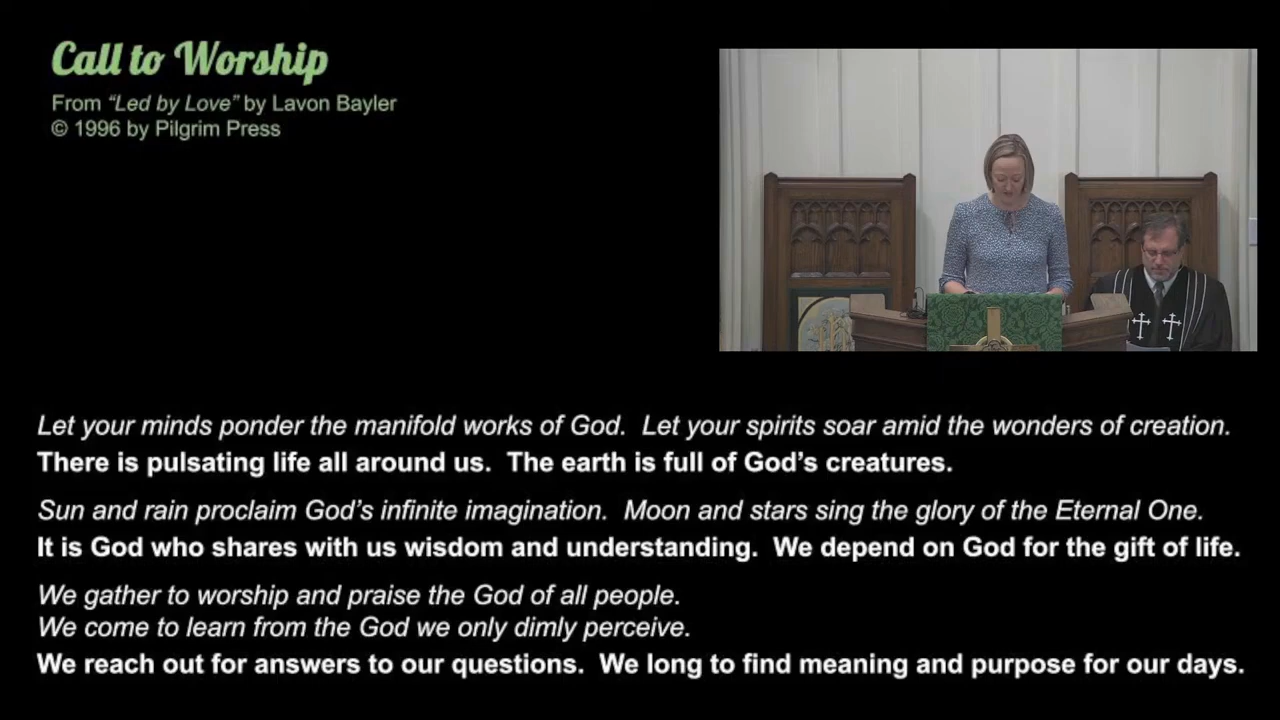 Call to Worship
From “Led by Love” by Lavon Bayler
© 1996 by Pilgrim Press
Let your minds ponder the manifold works of God.  Let your spirits soar amid the wonders of creation.
There is pulsating life all around us.  The earth is full of God’s creatures.
Sun and rain proclaim God’s infinite imagination.  Moon and stars sing the glory of the Eternal One.
It is God who shares with us wisdom and understanding.  We depend on God for the gift of life.
We gather to worship and praise the God of all people.
We come to learn from the God we only dimly perceive.
We reach out for answers to our questions.  We long to find meaning and purpose for our days.